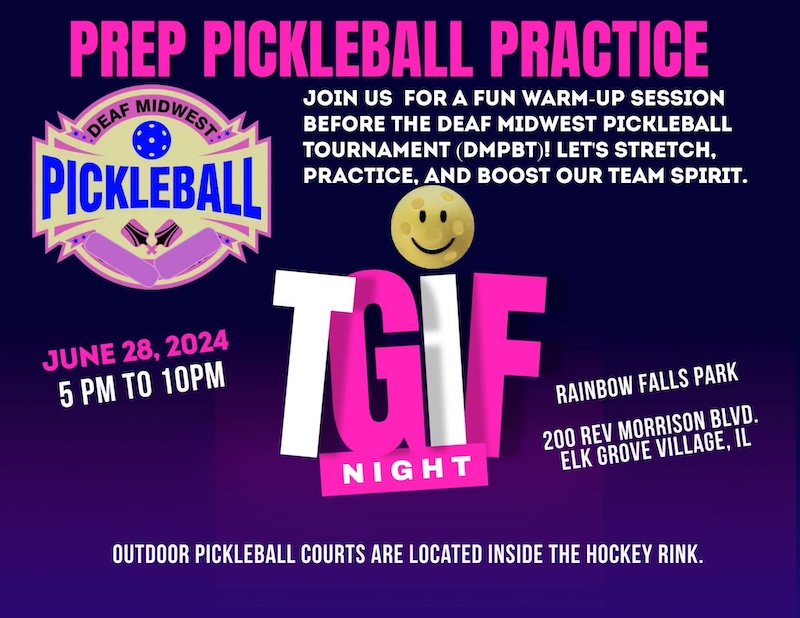 PREP PICKLEBALL PRACTICE
DEAF MIDWEST
PICKLEBALL
JOIN US FOR A FUN WARM-UP SESSION
BEFORE THE DEAF MIDWEST PICKLEBALL
TOURNAMENT (DMPBT)! LET'S STRETCH,
PRACTICE, AND BOOST OUR TEAM SPIRIT.
TGIF
NIGHT
JUNE 28, 2024
5 PM TO 10PM
RAINBOW FALLS PARK
200 REV MORRISON BLVD.
ELK GROVE VILLAGE, IL
OUTDOOR PICKLEBALL COURTS ARE LOCATED INSIDE THE HOCKEY RINK.